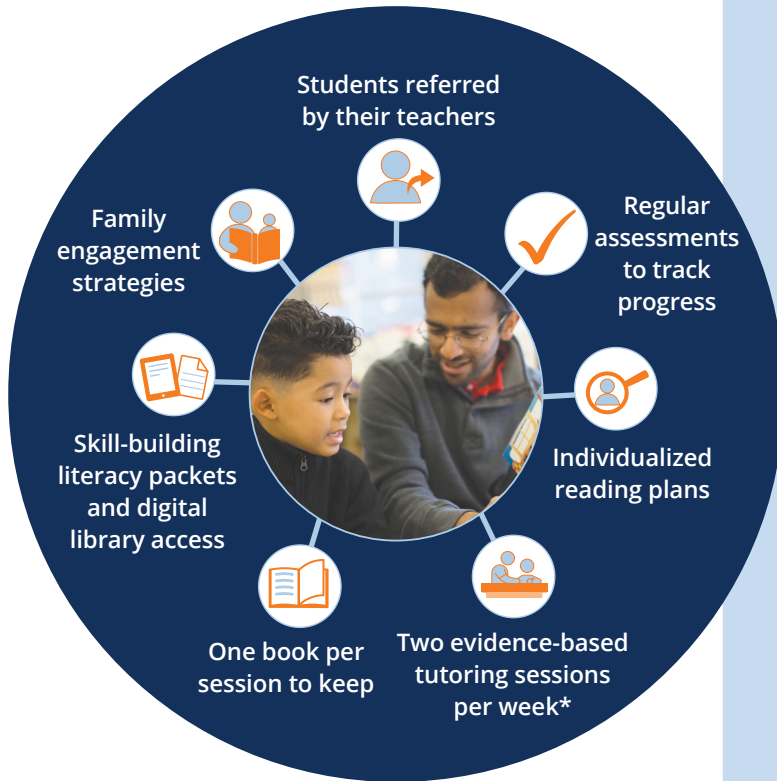 Students referred
by their teachers
Regular
assessments
to track
progress
Individualized
reading plans
Two evidence-based
tutoring sessions
per week*
One book per
session to keep
Skill-building
literacy packets
and digital
library access
Family
engagement
strategies